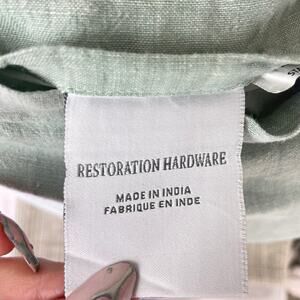 RESTORATION HARDWARE
MADE IN INDIA
FABRIQUE EN INDE